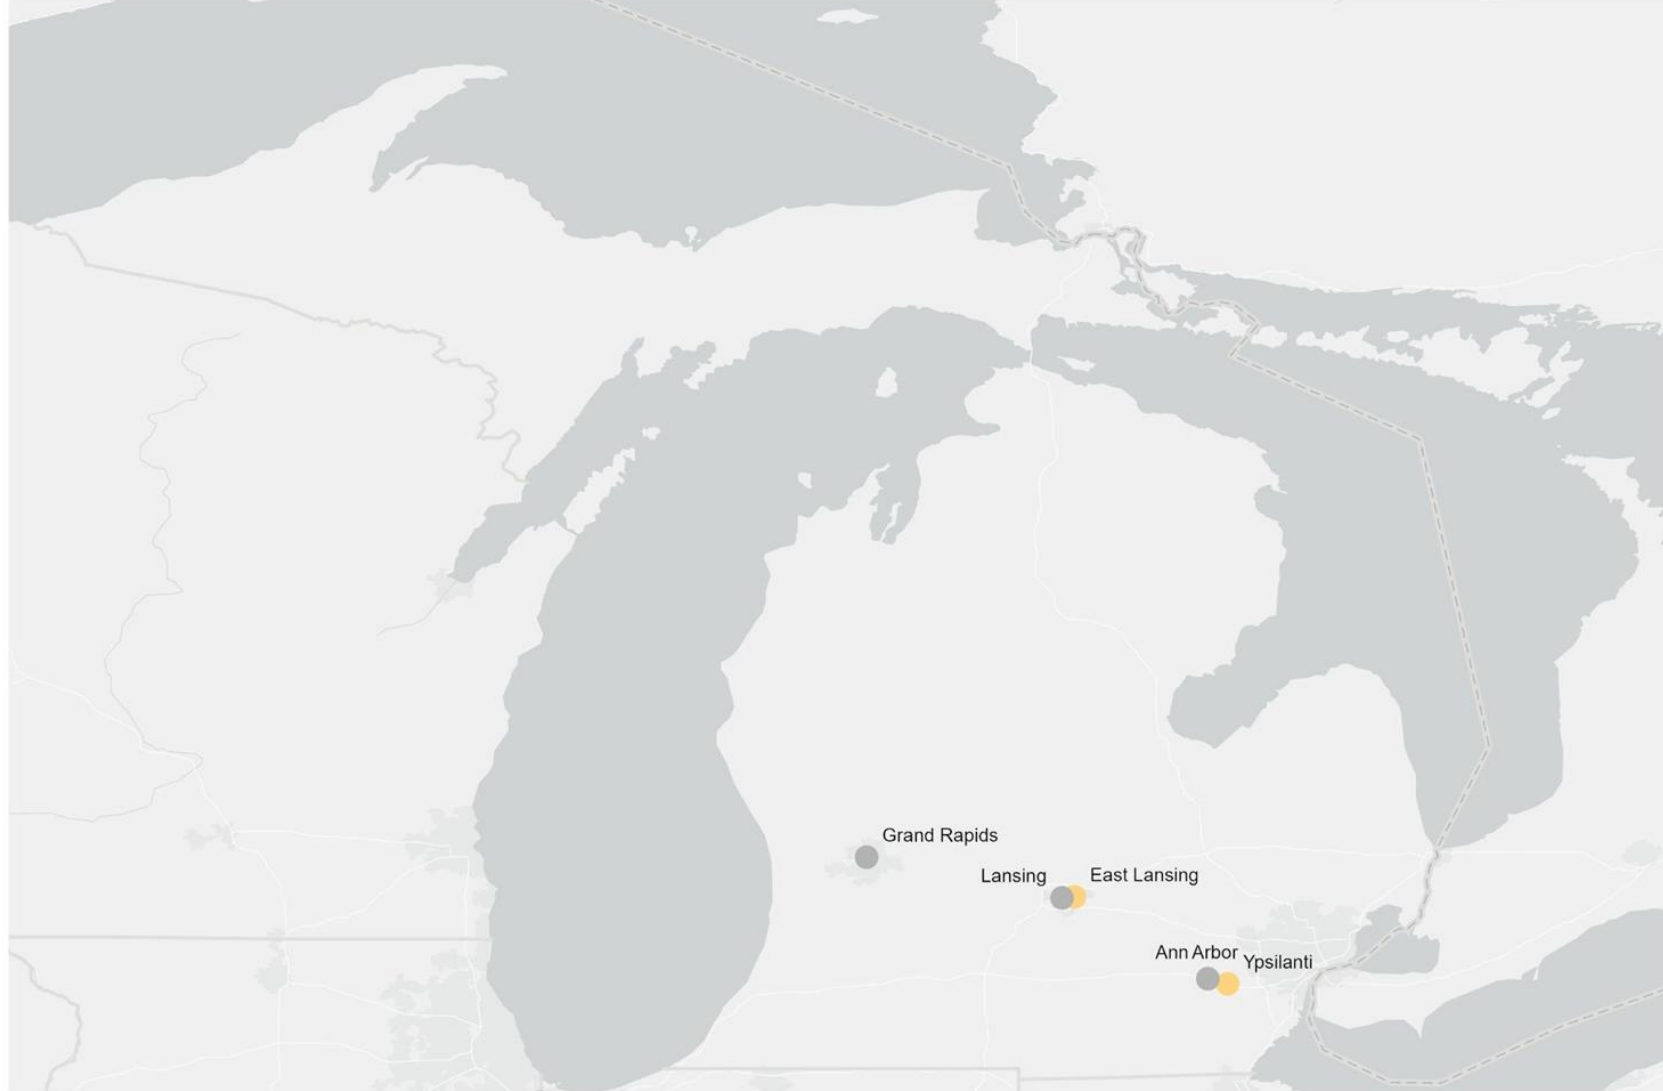 Grand Rapids
Lansing
East Lansing
Ann Arbor
Ypsilanti